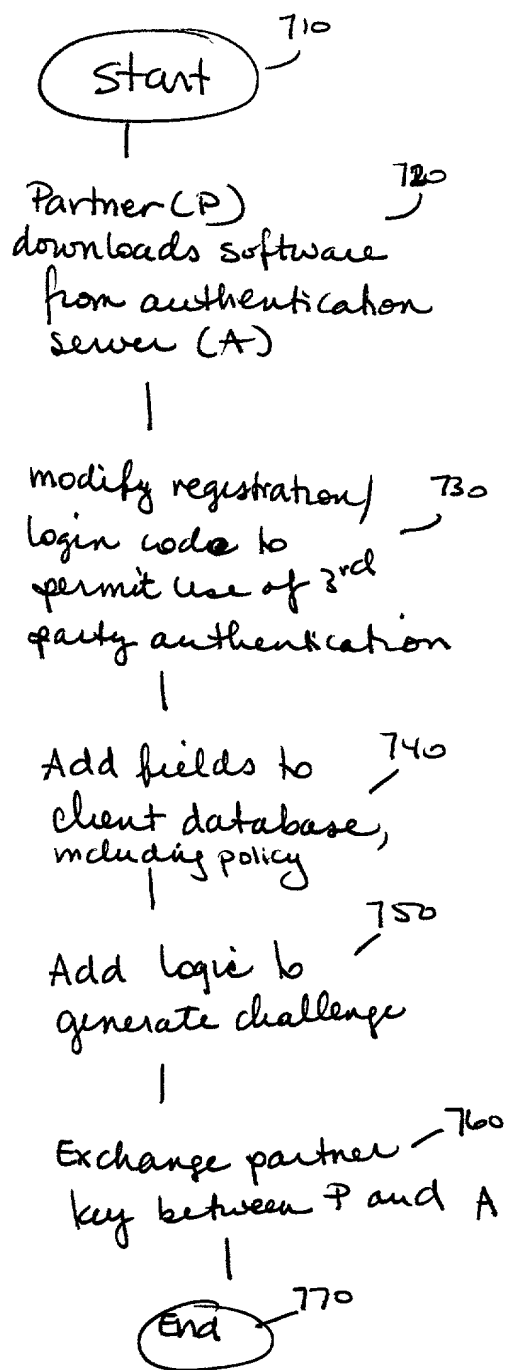 710
Start
720
Partner (P)
downloads software
from authentication
server (A)
modify registration/ 730
login code to
permit use of 3rd
party authentication
740
Add fields to
client database,
including policy
750
Add logic to
generate challenge
Exchange partner 760
key between P and A
770
End